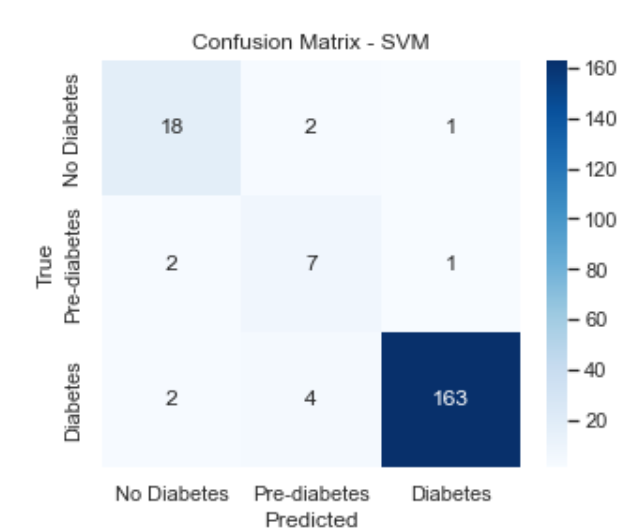 Confusion Matrix - SVM
No Diabetes
18
2
1
Pre-diabetes
2
7
1
Diabetes
2
4
163
True
No Diabetes
Pre-diabetes
Diabetes
Predicted
160
140
120
100
80
60
40
20